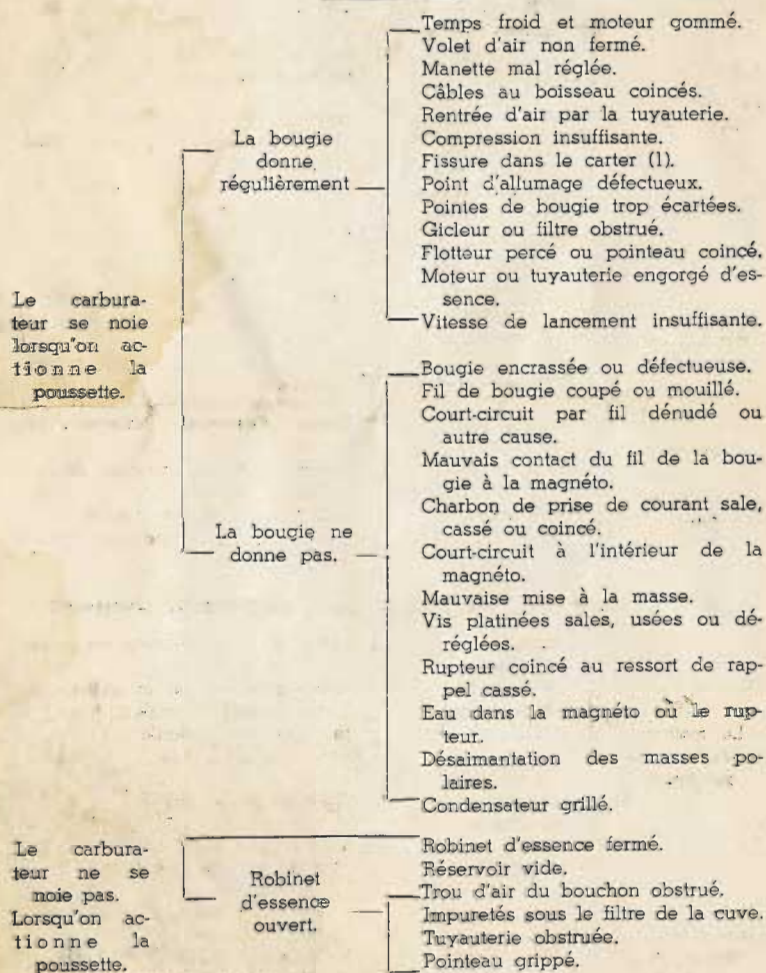 Le carbura-
teur se noie
lorsqu'on ac-
tionne la
poussette.
La bougie
donne
régulièrement
Temps froid et moteur gommé.
Volet d'air non fermé.
Manette mal réglée.
Câbles au boisseau coincés.
Rentrée d'air par la tuyauterie.
Compression insuffisante.
Fissure dans le carter (1).
Point d'allumage défectueux.
Pointes de bougie trop écartées.
Gicleur ou filtre obstrué.
Flotteur percé ou pointeau coincé.
Moteur ou tuyauterie engorgé d'es-
sence.
Vitesse de lancement insuffisante.
La bougie ne
donne pas.
Bougie encrassée ou défectueuse.
Fil de bougie coupé ou mouillé.
Court-circuit par fil dénudé ou
autre cause.
Mauvais contact du fil de la bou-
gie à la magnéto.
Charbon de prise de courant sale,
cassé ou coincé.
Court-circuit à l'intérieur de la
magnéto.
Mauvaise mise à la masse.
Vis platinées sales, usées ou dé-
réglées.
Rupteur coincé au ressort de rap-
pel cassé.
Eau dans la magnéto où le rup-
teur.
Désaimantation des masses po-
laires.
Condensateur grillé.
Le carbura-
teur ne se
noie pas.
Lorsqu'on ac-
tionne la
poussette.
Robinet d'essence fermé.
Réservoir vide.
Robinet
d'essence
ouvert.
Trou d'air du bouchon obstrué.
Impuretés sous le filtre de la cuve.
Tuyauterie obstruée.
Pointeau grippé.